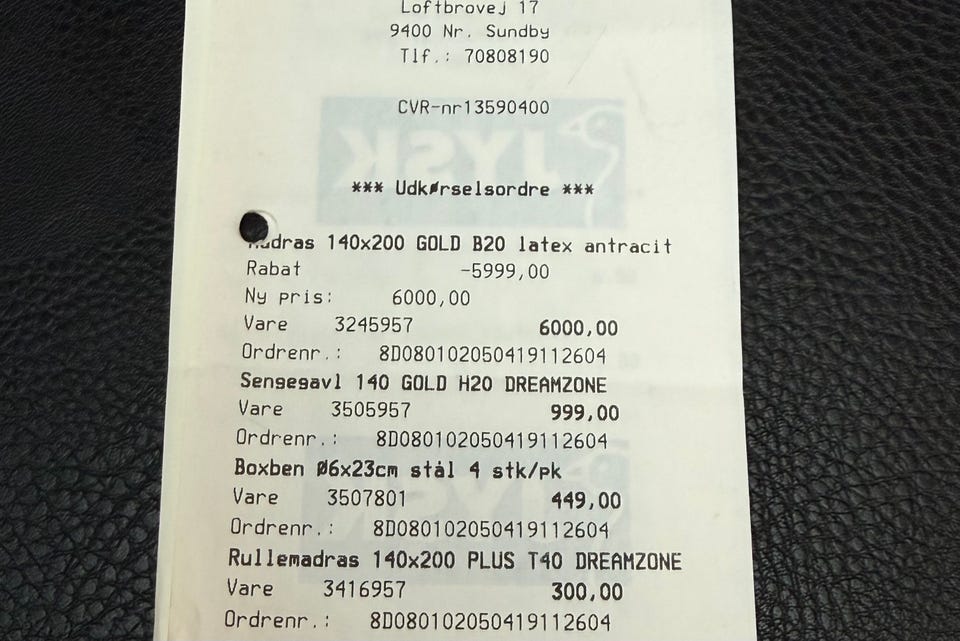 Loftbrovej 17
9400 Nr. Sundby
Tlf.: 70808190
CVR-nr13590400
JYSK
*** Udkørselsordre ***
Madras 140x200 GOLD B20 latex antracit
Rabat -5999,00
Ny pris: 6000,00
Vare 3245957 6000,00
Ordrenr.: 8D080102050419112604
Sengegavl 140 GOLD H20 DREAMZONE
Vare 3505957 999,00
Ordrenr.: 8D080102050419112604
Boxben Ø6x23cm stål 4 stk/pk
Vare 3507801 449,00
Ordrenr.: 8D080102050419112604
Rullemadras 140x200 PLUS T40 DREAMZONE
Vare 3416957 300,00
Ordrenr.: 8D080102050419112604